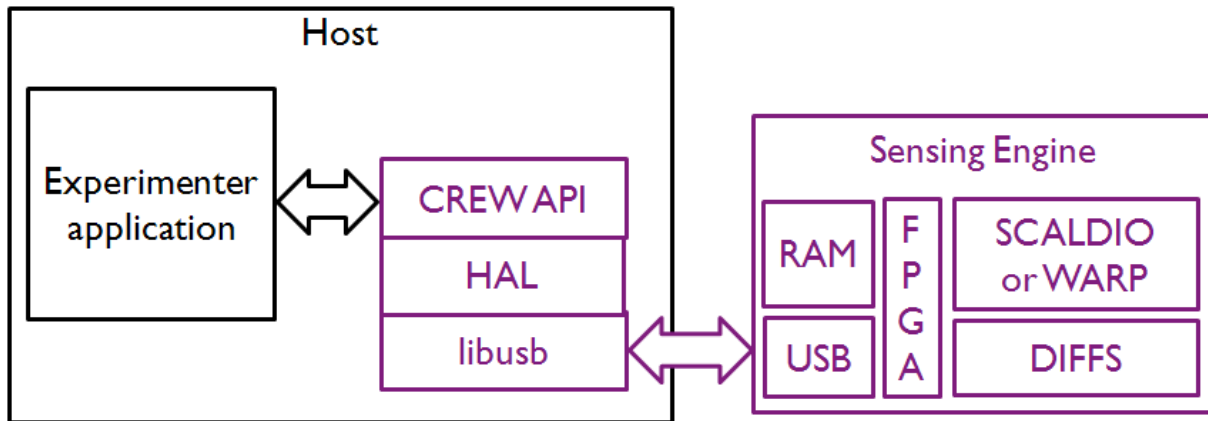 Host
Experimenter
application
CREW API
HAL
libusb
Sensing Engine
RAM
USB
F
P
G
A
SCALDIO
or WARP
DIFFS